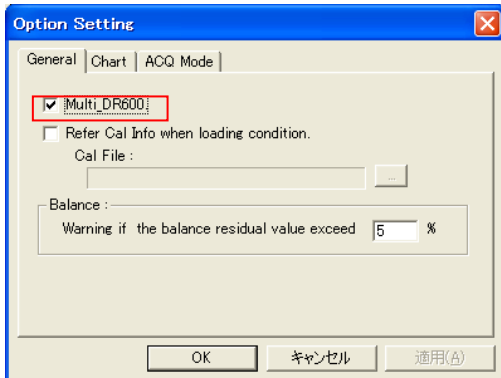 Option Setting
General Chart ACQ Mode
Multi_DR600.
Refer Cal Info when loading condition.
Cal File :
...
Balance :
Warning if the balance residual value exceed 5 %
OK キャンセル 適用(A)